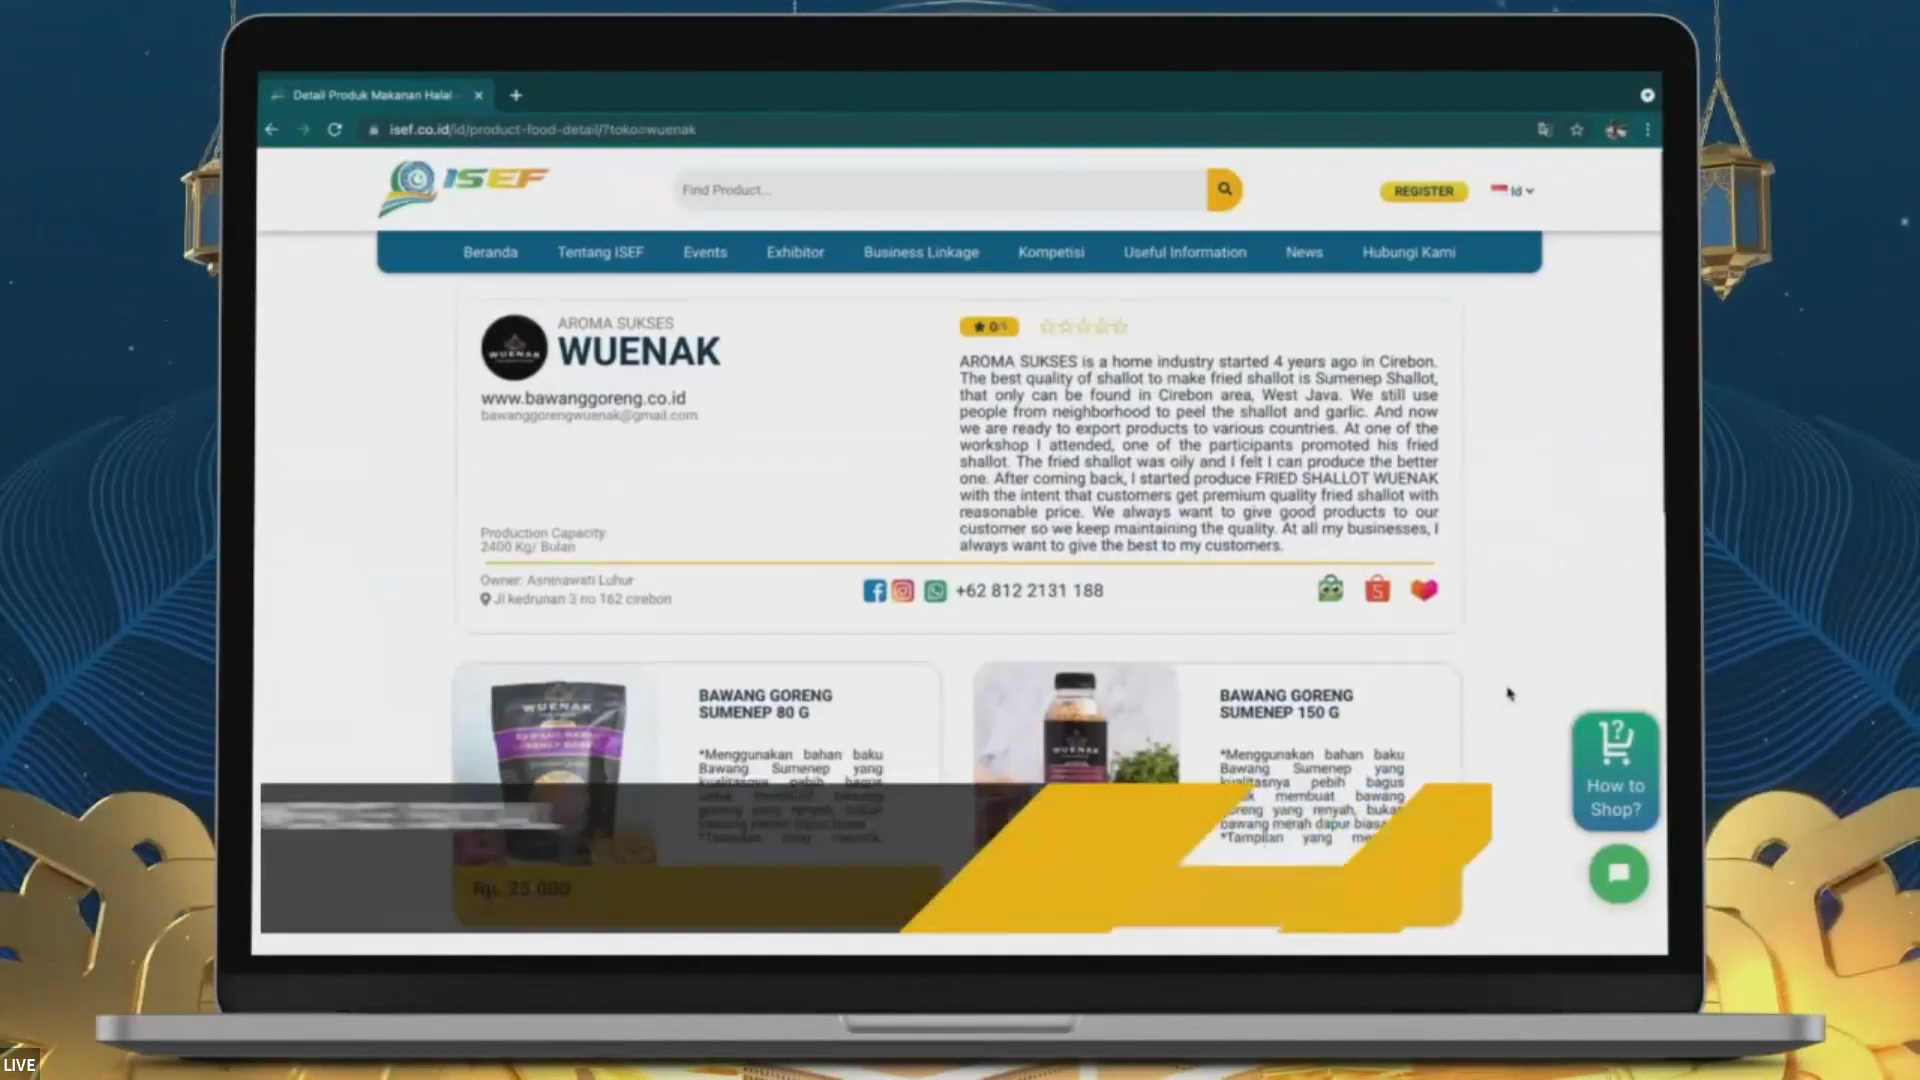 Detail Produk Makanan Halal
isef.co.id/id/product-food-detail/?toko=wuenak
ISEF
Find Product...
REGISTER
Id
Beranda Tentang ISEF Events Exhibitor Business Linkage Kompetisi Useful Information News Hubungi Kami
WUENAK
AROMA SUKSES
WUENAK
www.bawanggoreng.co.id
bawanggorengwuenak@gmail.com
Production Capacity
2400 Kg/ Bulan
0/5
AROMA SUKSES is a home industry started 4 years ago in Cirebon.
The best quality of shallot to make fried shallot is Sumenep Shallot,
that only can be found in Cirebon area, West Java. We still use
people from neighborhood to peel the shallot and garlic. And now
we are ready to export products to various countries. At one of the
workshop I attended, one of the participants promoted his fried
shallot. The fried shallot was oily and I felt I can produce the better
one. After coming back, I started produce FRIED SHALLOT WUENAK
with the intent that customers get premium quality fried shallot with
reasonable price. We always want to give good products to our
customer so we keep maintaining the quality. At all my businesses, I
always want to give the best to my customers.
Owner: Asninawati Luhur
Jl kedrunan 3 no 162 cirebon
+62 812 2131 188
WUENAK
BAWANG GORENG
SUMENEP 80 G
*Menggunakan bahan baku
Bawang Sumenep yang
kualitasnya pebih bagus
Rp. 25 000
WUENAK
BAWANG GORENG
SUMENEP 150 G
*Menggunakan bahan baku
Bawang Sumenep yang
kualitasnya pebih bagus
membuat bawang
goreng yang renyah, bukan
bawang merah dapur biasa
*Tampilan yang
How to
Shop?
LIVE